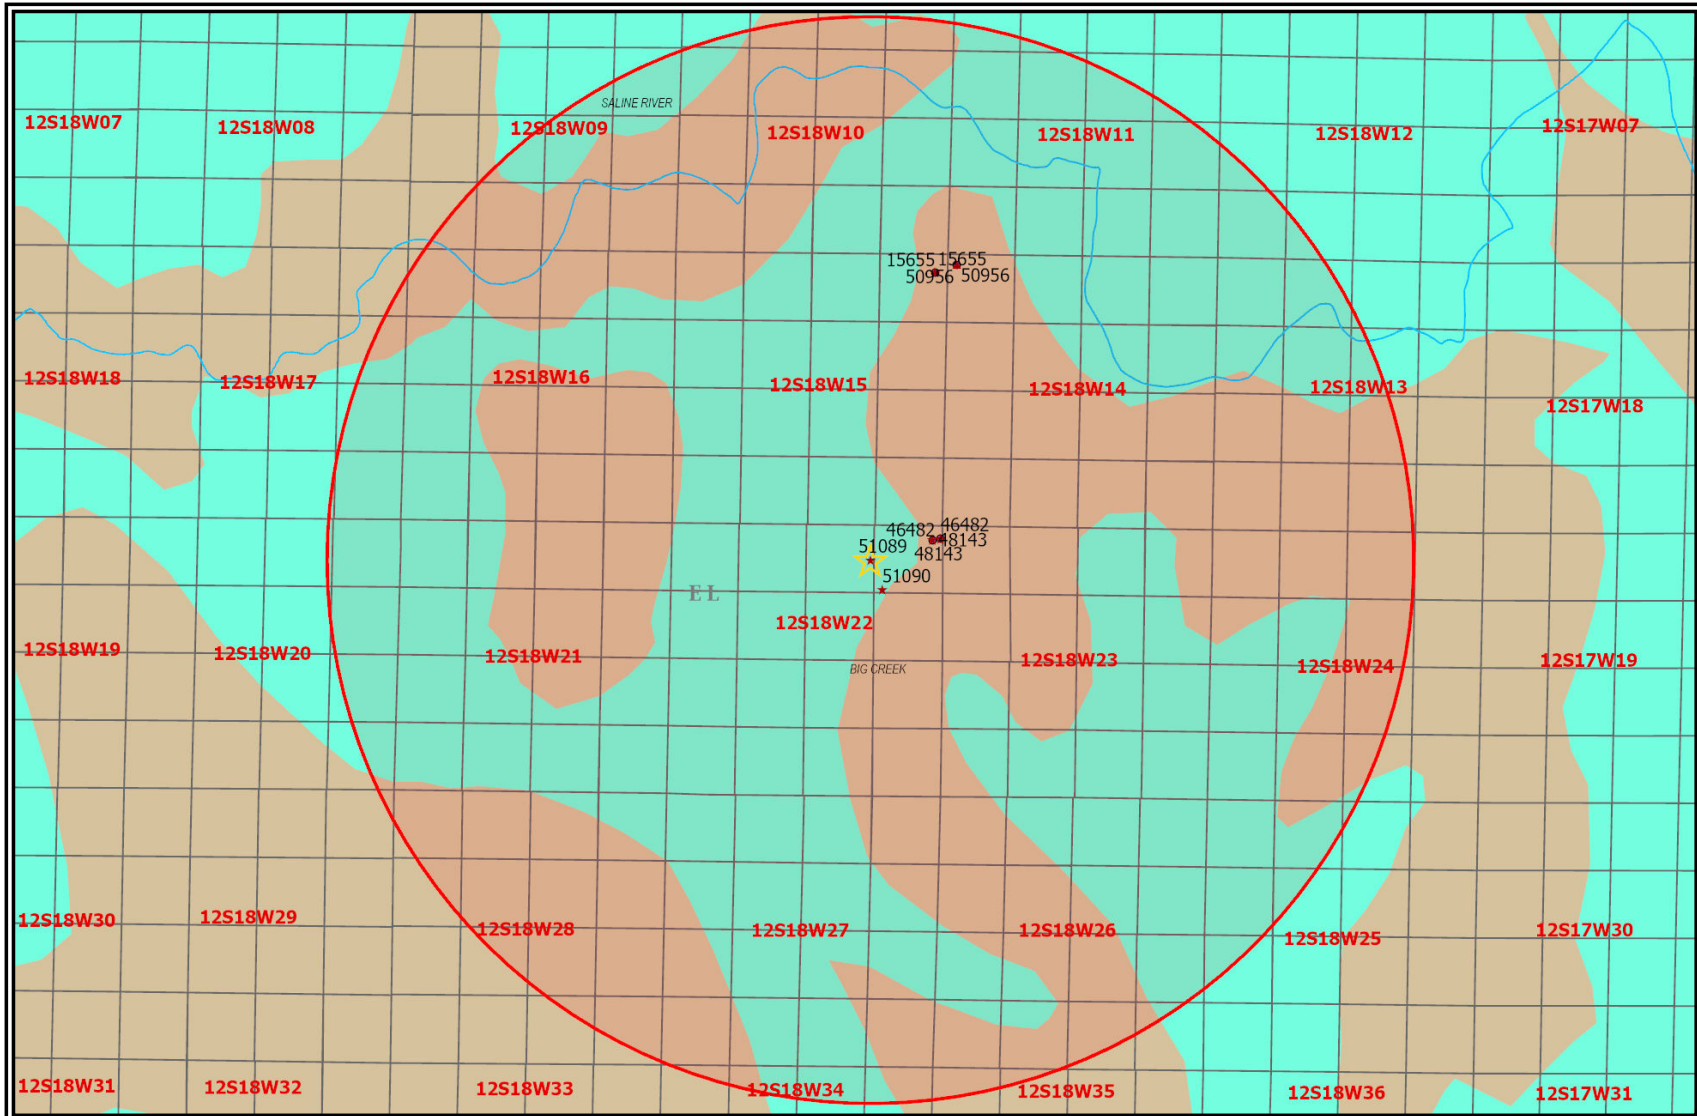 SALINE RIVER
12S18W07
12S18W08
12S18W09
12S18W10
12S18W11
12S18W12
12S17W07
15655
15655
50956
50956
12S18W18
12S18W17
12S18W16
12S18W15
12S18W14
12S18W13
12S17W18
46482
46482
51089
48143
48143
51090
EL
12S18W22
12S18W19
12S18W20
12S18W21
BIG CREEK
12S18W23
12S18W24
12S17W19
12S18W30
12S18W29
12S18W28
12S18W27
12S18W26
12S18W25
12S17W30
12S18W31
12S18W32
12S18W33
12S18W34
12S18W35
12S18W36
12S17W31